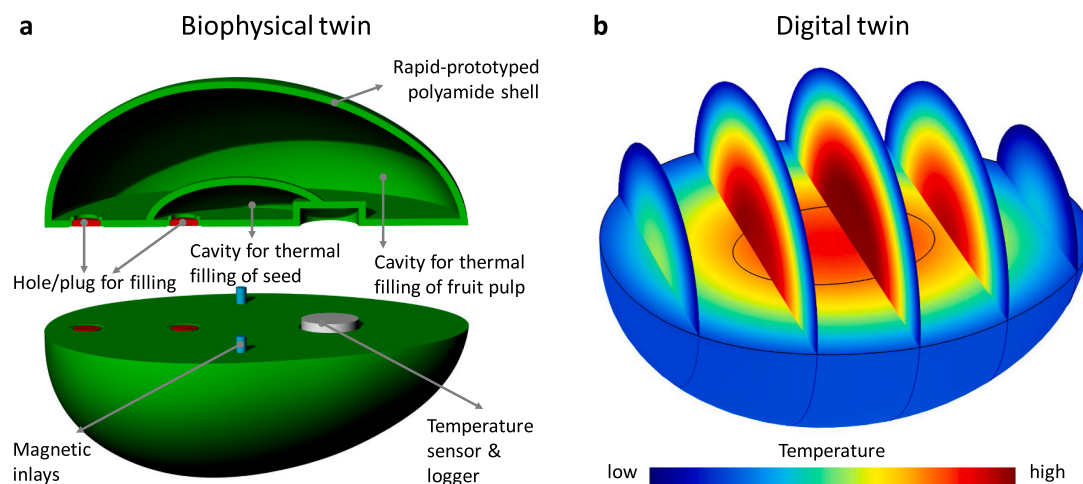 a
Biophysical twin
Rapid-prototyped
polyamide shell
Hole/plug for filling
Cavity for thermal
filling of seed
Cavity for thermal
filling of fruit pulp
Magnetic
inlays
Temperature
sensor &
logger
b
Digital twin
Temperature
low
high